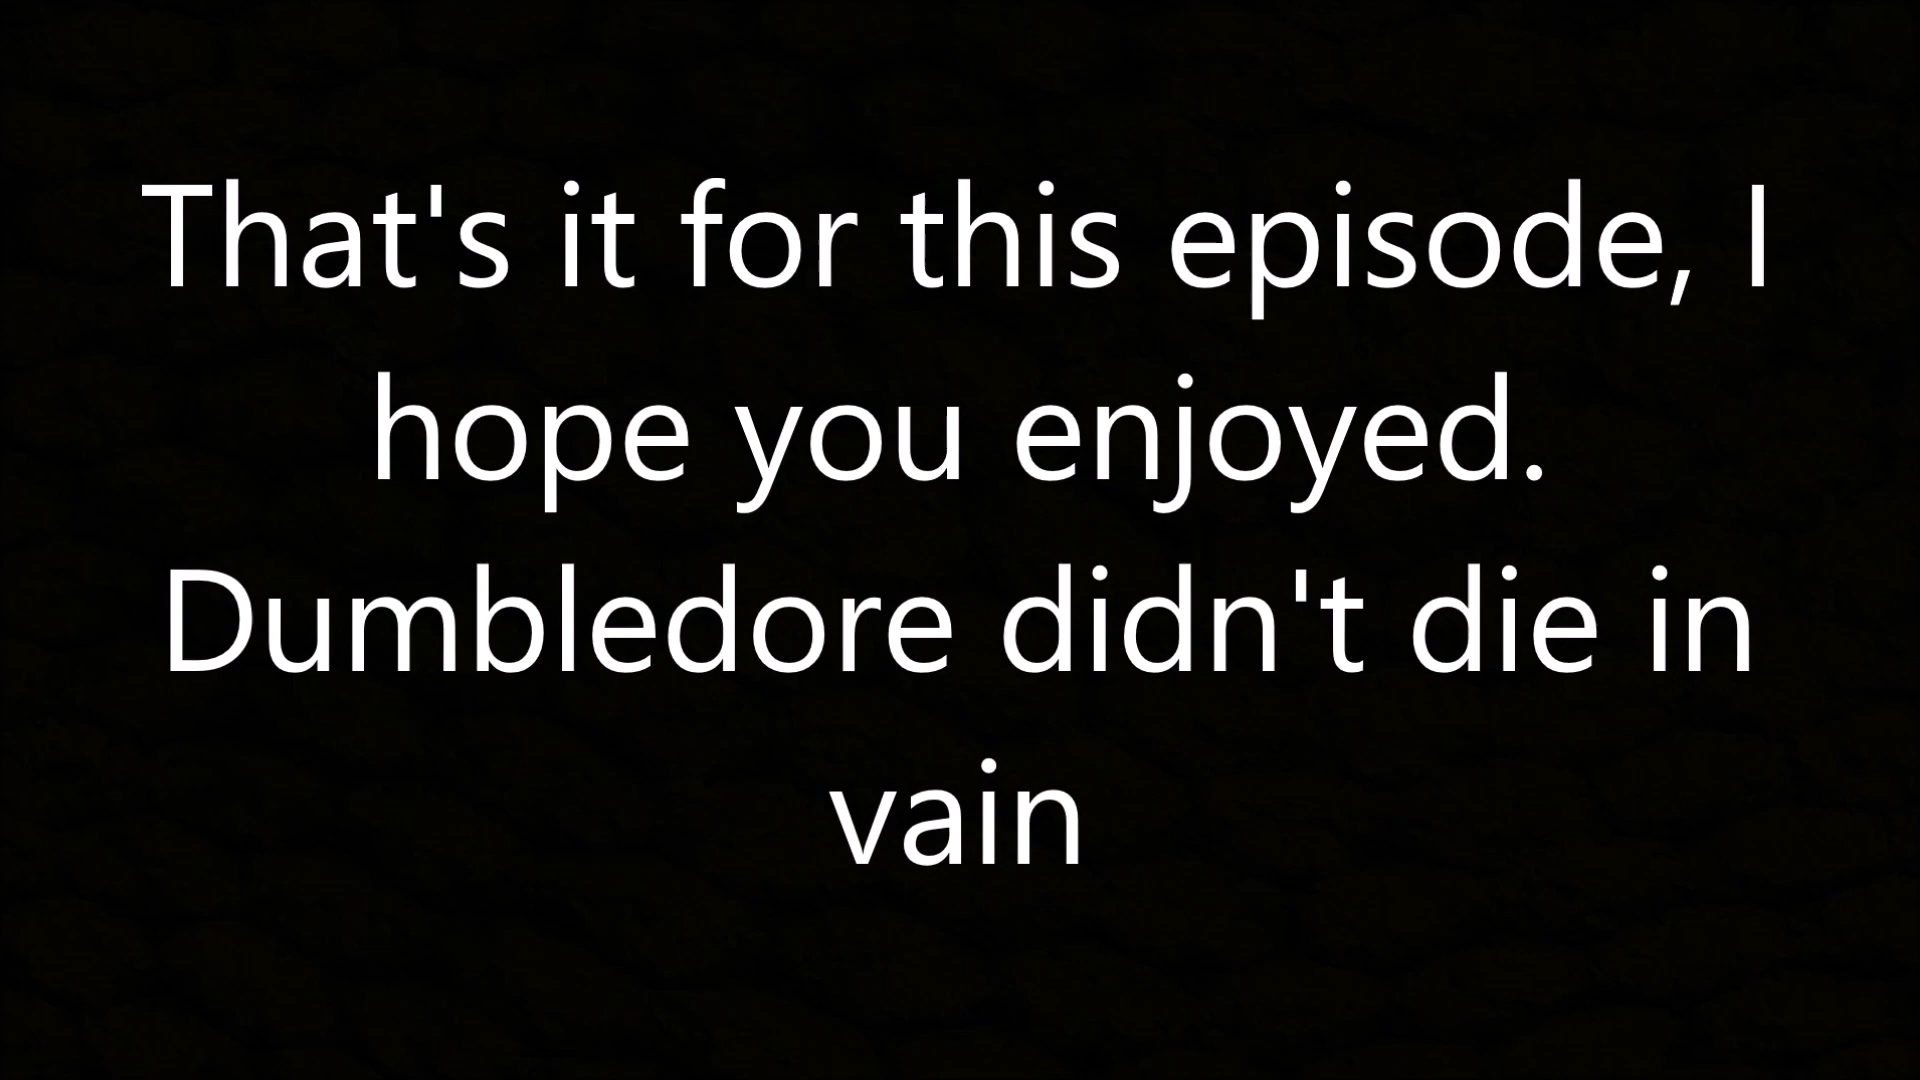 That's it for this episode, I
hope you enjoyed.
Dumbledore didn't die in
vain